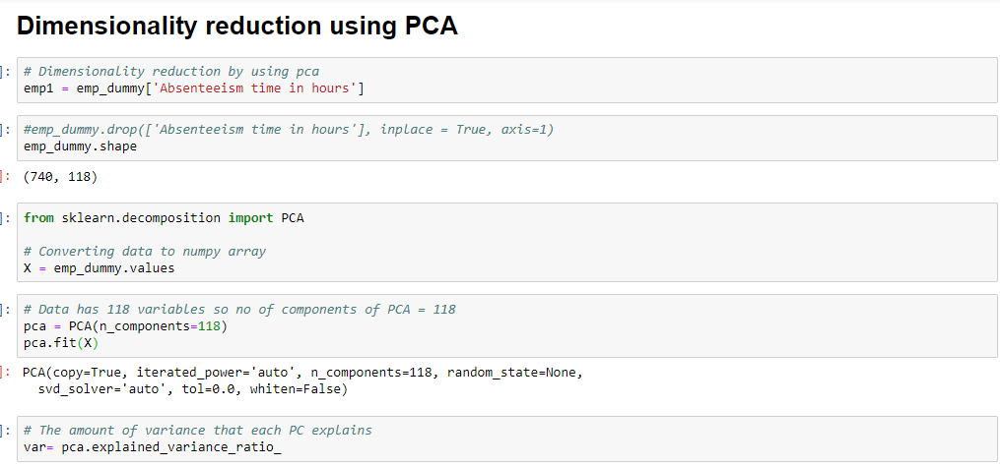 Dimensionality reduction using PCA
]: # Dimensionality reduction by using pca
emp1 = emp_dummy['Absenteeism time in hours']
]: #emp_dummy.drop(['Absenteeism time in hours'], inplace = True, axis=1)
emp_dummy.shape
]: (740, 118)
]: from sklearn.decomposition import PCA
# Converting data to numpy array
X = emp_dummy.values
]: # Data has 118 variables so no of components of PCA = 118
pca = PCA(n_components=118)
pca.fit(X)
]: PCA(copy=True, iterated_power='auto', n_components=118, random_state=None,
svd_solver='auto', tol=0.0, whiten=False)
]: # The amount of variance that each PC explains
var= pca.explained_variance_ratio_